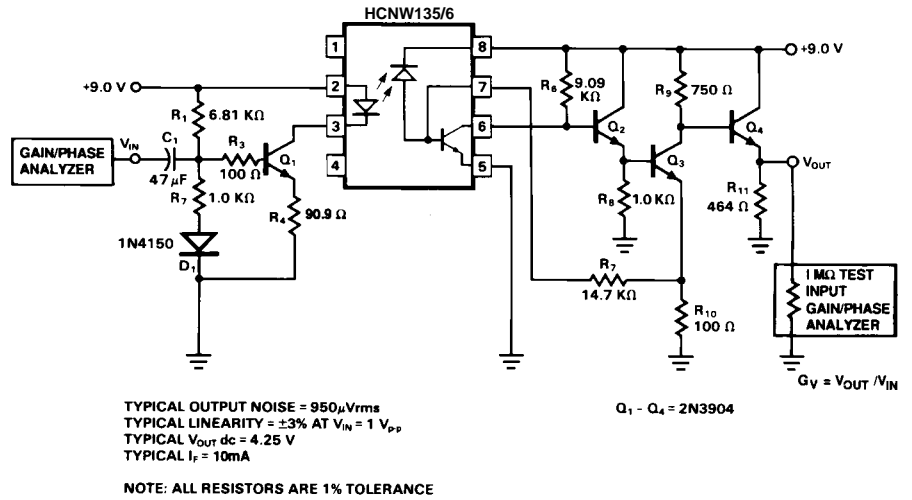 HCNW135/6
1
2
3
4
8
7
6
5
+9.0 V
+9.0 V
R1
6.81 KΩ
R6
9.09
KΩ
R9
750 Ω
GAIN/PHASE
ANALYZER
VIN
C1
47 µF
R3
100 Ω
Q1
Q2
Q3
Q4
VOUT
R7
1.0 KΩ
R4
90.9 Ω
R8
1.0 KΩ
R11
464 Ω
1N4150
D1
R7
14.7 KΩ
R10
100 Ω
I MΩ TEST
INPUT
GAIN/PHASE
ANALYZER
GV = VOUT /VIN
TYPICAL OUTPUT NOISE = 950µVrms
TYPICAL LINEARITY = ±3% AT VIN = 1 Vp-p
TYPICAL VOUT dc = 4.25 V
TYPICAL IF = 10mA
Q1 - Q4 = 2N3904
NOTE: ALL RESISTORS ARE 1% TOLERANCE